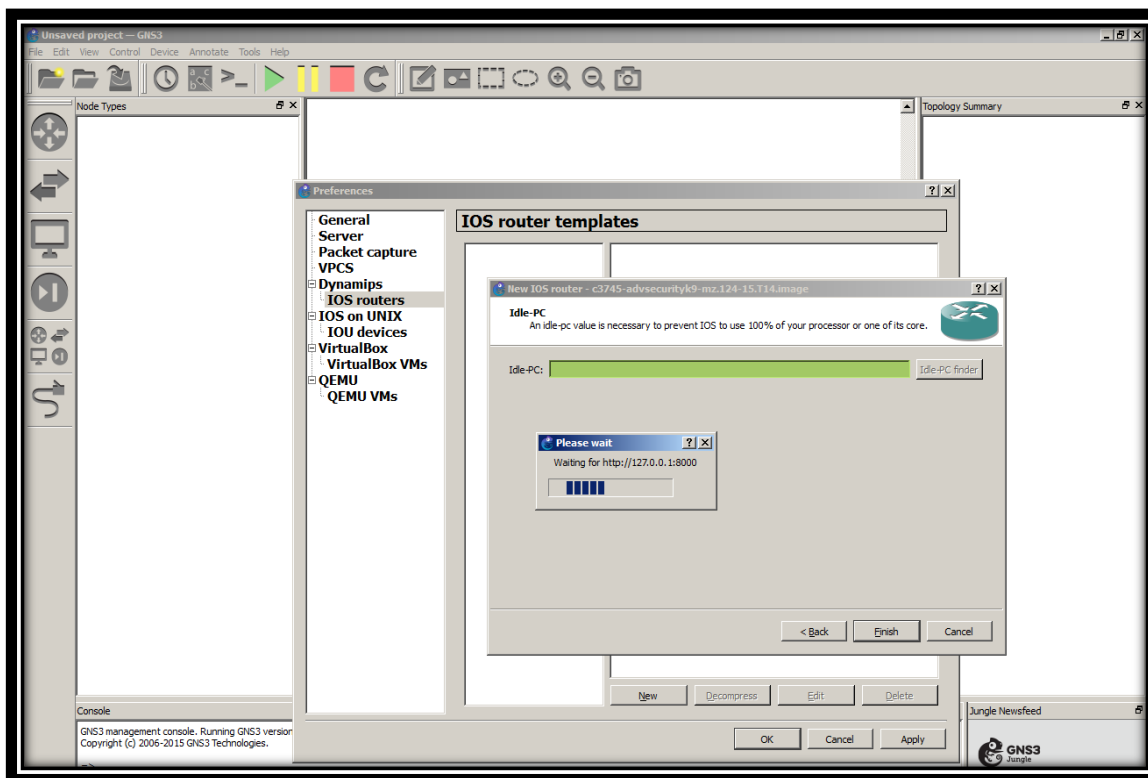 Unsaved project — GNS3
File Edit View Control Device Annotate Tools Help
Node Types
Topology Summary
Preferences
General
Server
Packet capture
VPCS
Dynamips
IOS routers
IOS on UNIX
IOU devices
VirtualBox
VirtualBox VMs
QEMU
QEMU VMs
IOS router templates
New IOS router - c3745-advsecurityk9-mz.124-15.T14.image
Idle-PC
An idle-pc value is necessary to prevent IOS to use 100% of your processor or one of its core.
Idle-PC:
Idle-PC finder
Please wait
Waiting for http://127.0.0.1:8000
< Back Finish Cancel
New Decompress Edit Delete
OK Cancel Apply
Console
GNS3 management console. Running GNS3 version
Copyright (c) 2006-2015 GNS3 Technologies.
=>
Jungle Newsfeed
GNS3
Jungle